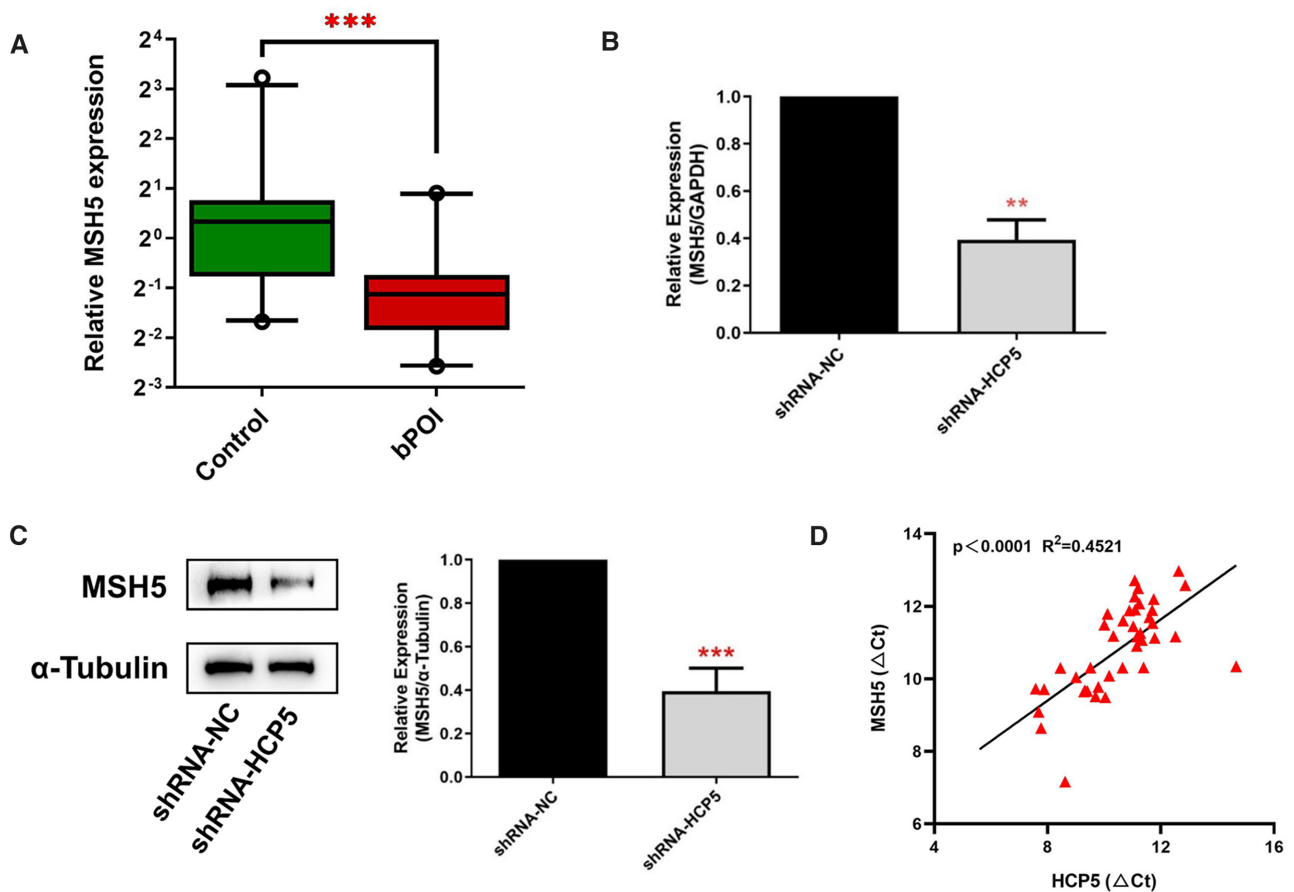 A
***
Relative MSH5 expression
2^4
2^3
2^2
2^1
2^0
2^-1
2^-2
2^-3
Control
bPOI
B
Relative Expression
(MSH5/GAPDH)
1.0
0.8
0.6
0.4
0.2
0.0
**
shRNA-NC
shRNA-HCP5
C
MSH5
α-Tubulin
shRNA-NC
shRNA-HCP5
Relative Expression
(MSH5/α-Tubulin)
1.0
0.8
0.6
0.4
0.2
0.0
***
shRNA-NC
shRNA-HCP5
D
p<0.0001 R²=0.4521
MSH5 (△Ct)
14
12
10
8
6
4
8
12
16
HCP5 (△Ct)